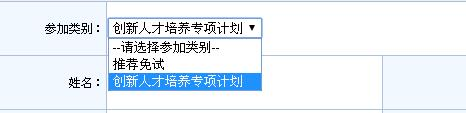 参加类别： 创新人才培养专项计划
--请选择参加类别--
推荐免试
姓名： 创新人才培养专项计划